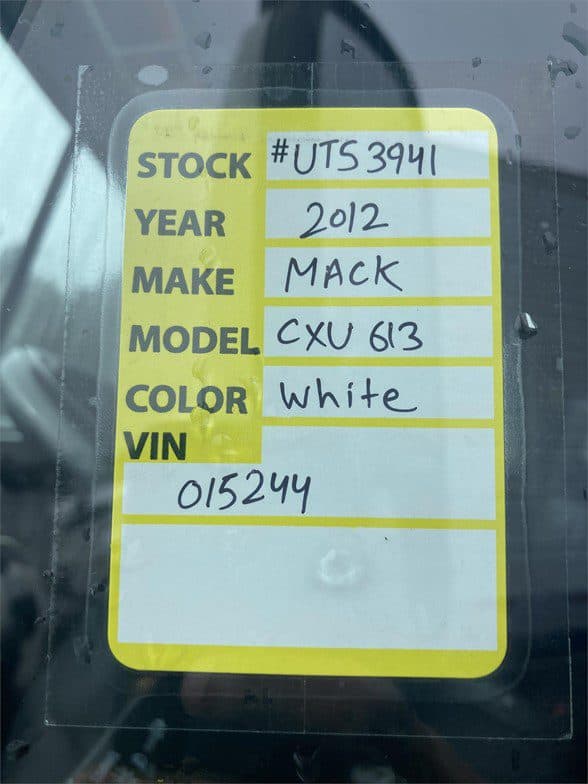 STOCK #UTS3941
YEAR 2012
MAKE MACK
MODEL CXU 613
COLOR White
VIN
015244